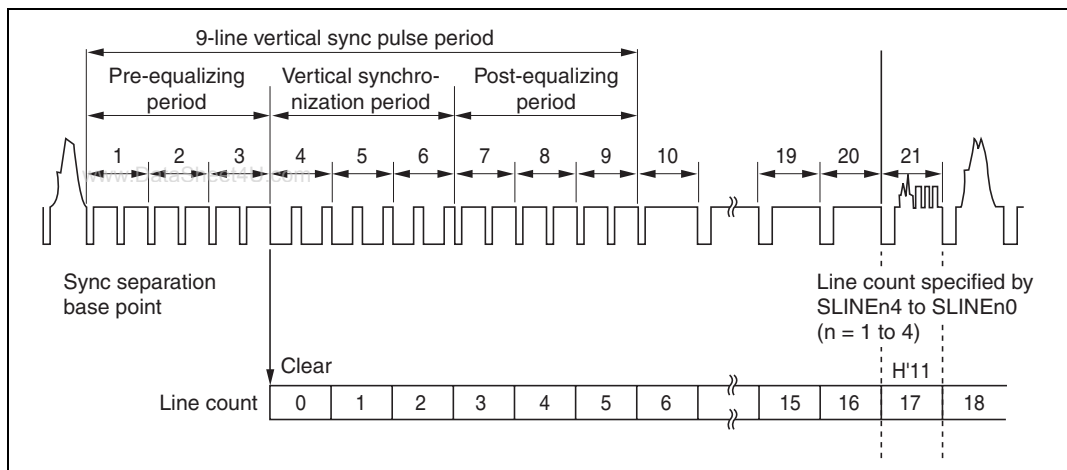 9-line vertical sync pulse period
Pre-equalizing
period
Vertical synchro-
nization period
Post-equalizing
period
1 2 3 4 5 6 7 8 9 10 19 20 21
www.DataSheet4U.com
Sync separation
base point
Line count specified by
SLINEn4 to SLINEn0
(n = 1 to 4)
Clear
H'11
Line count 0 1 2 3 4 5 6 15 16 17 18